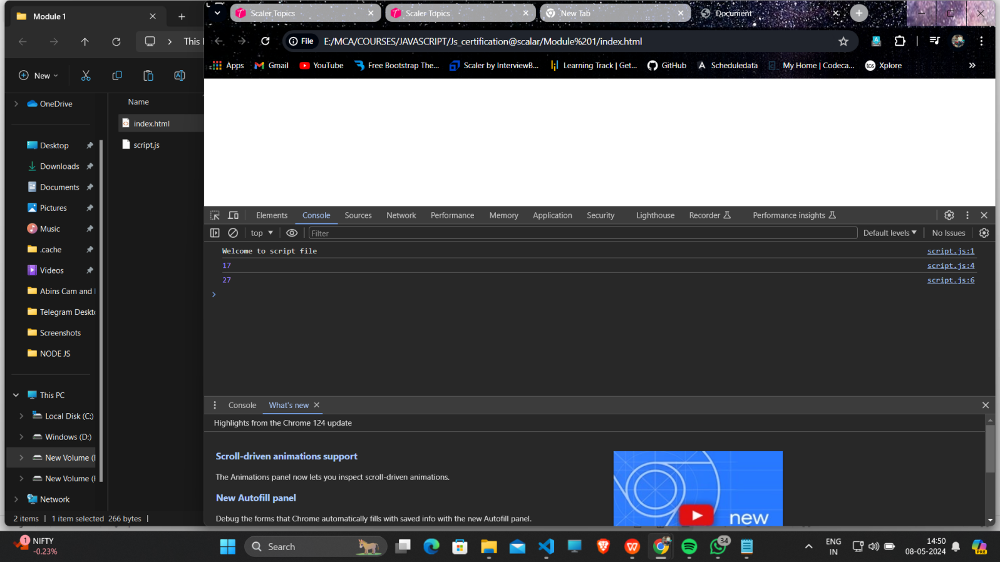 Module 1
Scaler Topics
Scaler Topics
New Tab
Document
This
File
E:/MCA/COURSES/JAVASCRIPT/Js_certification@scalar/Module%201/index.html
New
Apps
Gmail
YouTube
Free Bootstrap The...
Scaler by InterviewB...
Learning Track | Get...
GitHub
Scheduledata
My Home | Codeca...
Xplore
OneDrive
Name
index.html
script.js
Desktop
Downloads
Documents
Pictures
Music
.cache
Videos
Abins Cam and
Telegram Deskt
Screenshots
NODE JS
This PC
Local Disk (C:)
Windows (D:)
New Volume (
New Volume (
Network
2 items | 1 item selected 266 bytes |
Elements Console Sources Network Performance Memory Application Security Lighthouse Recorder Performance insights
top
Filter
Default levels
No Issues
Welcome to script file script.js:1
17 script.js:4
27 script.js:6
Console What's new
Highlights from the Chrome 124 update
Scroll-driven animations support
The Animations panel now lets you inspect scroll-driven animations.
New Autofill panel
Debug the forms that Chrome automatically fills with saved info with the new Autofill panel.
new
1
NIFTY
-0.23%
Search
34
ENG
IN
14:50
08-05-2024
PRE